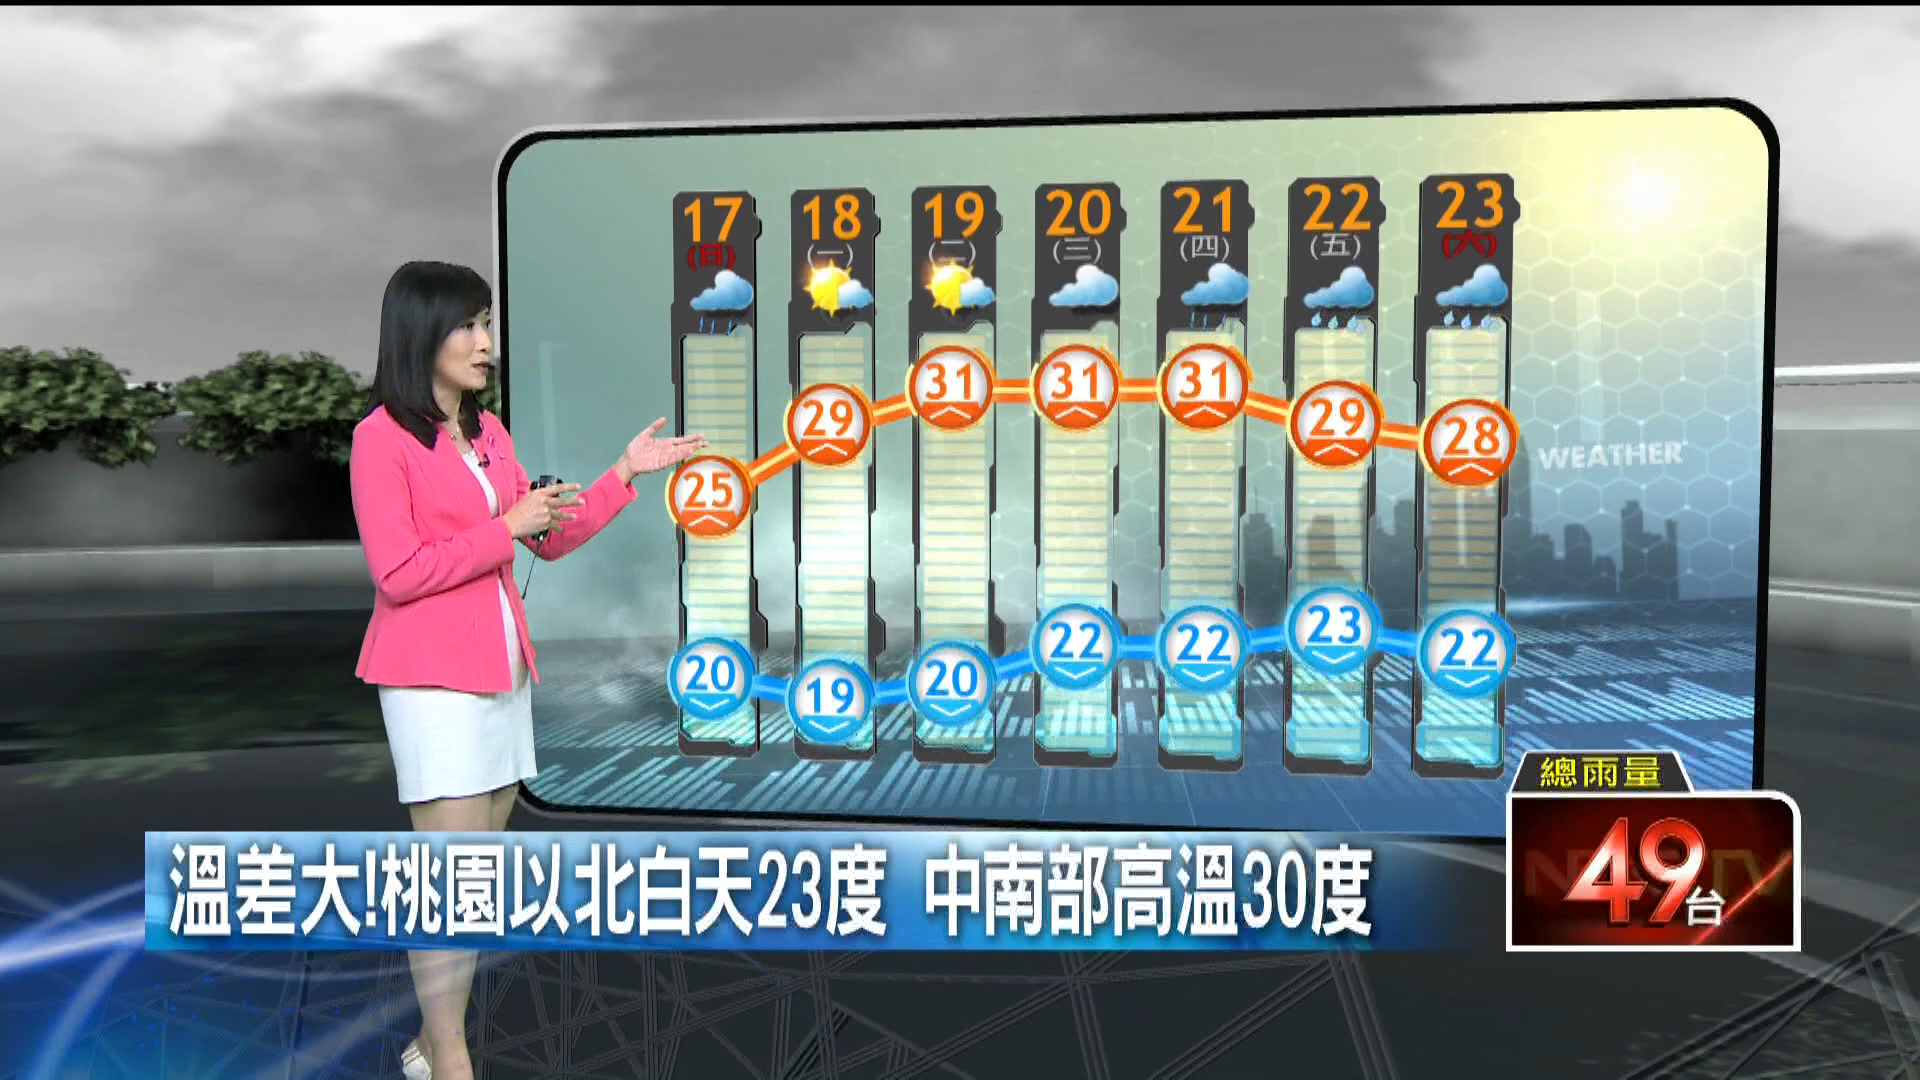 17 18 19 20 21 22 23
(日) (一) (二) (三) (四) (五) (六)
25 29 31 31 31 29 28
WEATHER
20 19 20 22 22 23 22
總雨量
49台
溫差大!桃園以北白天23度 中南部高溫30度